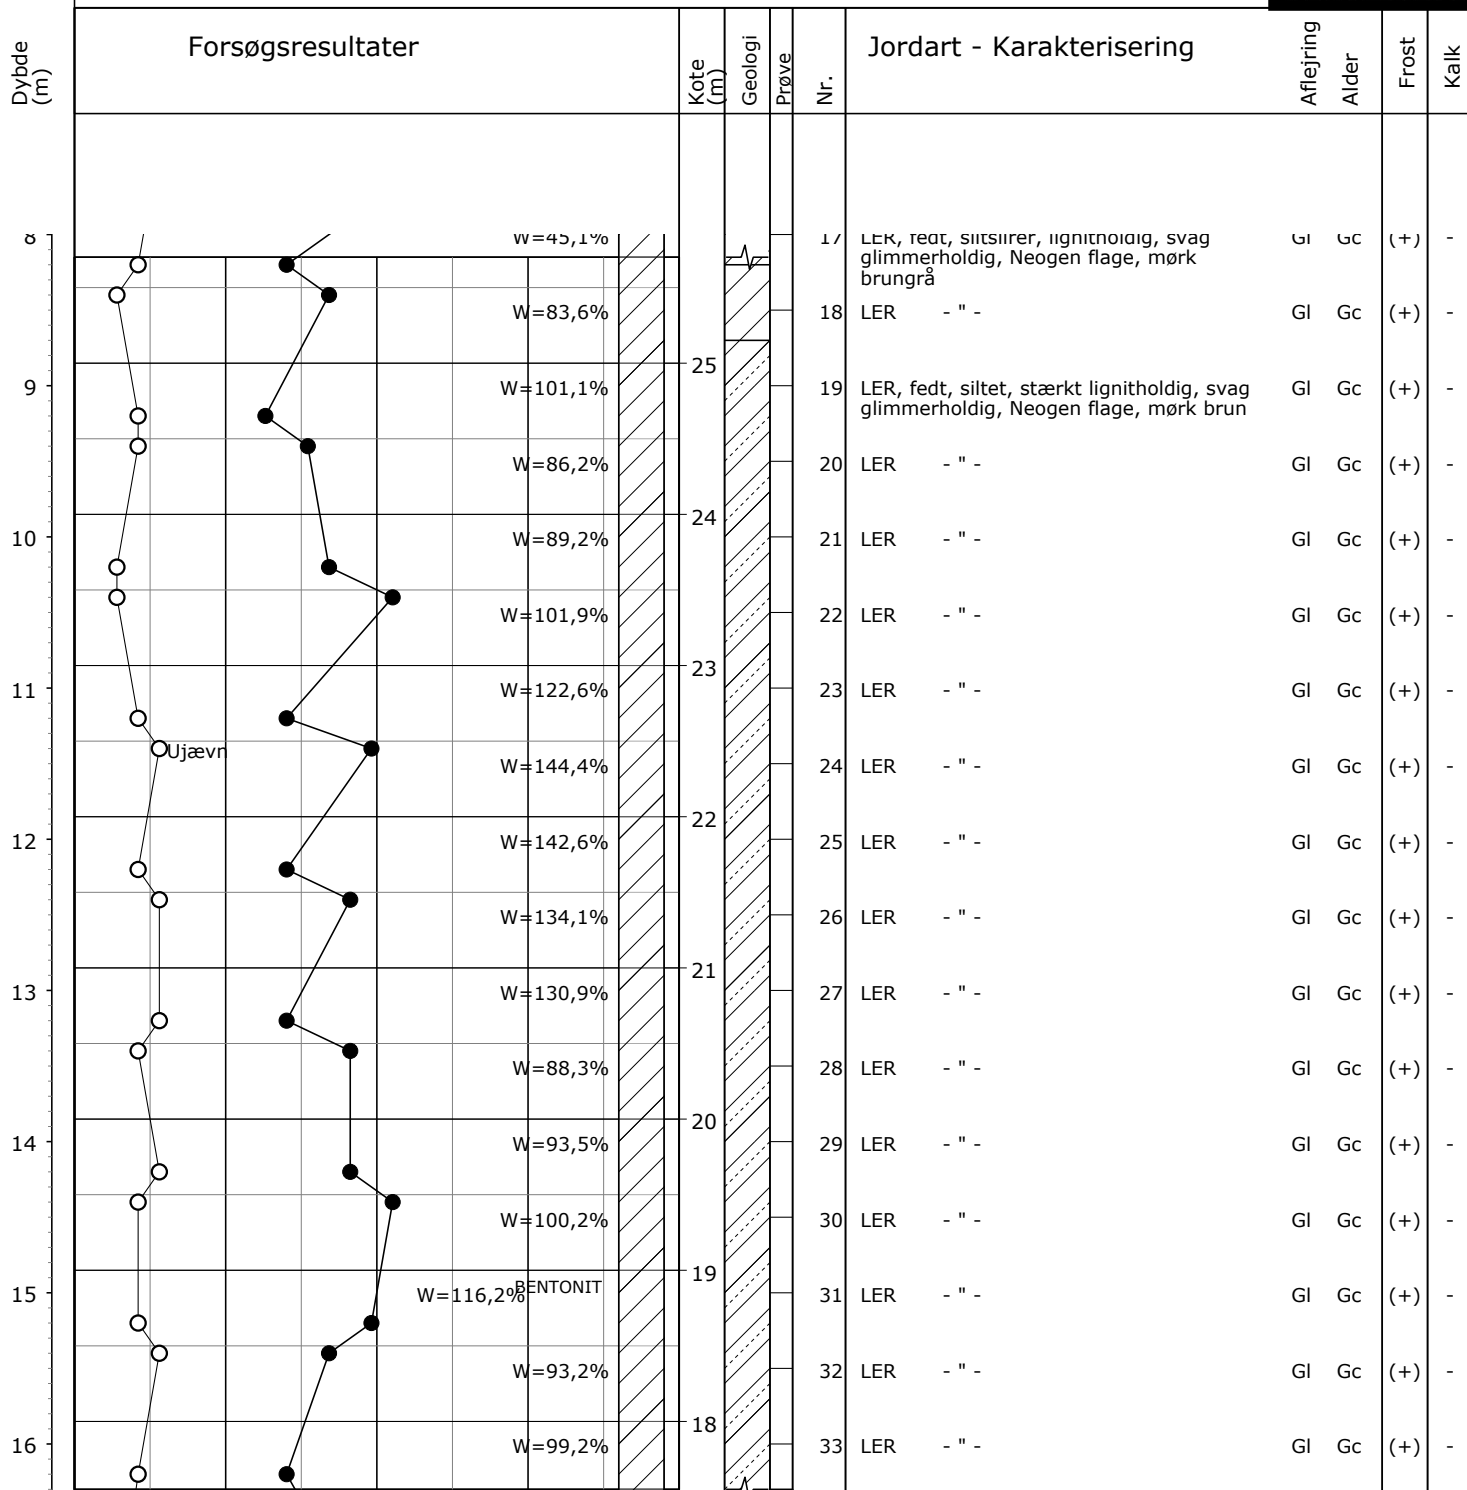 Dybde
(m)
Forsøgsresultater
Kote
(m)
Geologi
Prøve
Nr.
Jordart - Karakterisering
Aflejring
Alder
Frost
Kalk
8 W=45,1% 17 LER, fedt, siltslirer, lignitholdig, svag Gl Gc (+) -
glimmerholdig, Neogen flage, mørk
brungrå
W=83,6% 18 LER - " - Gl Gc (+) -
25
9 W=101,1% 19 LER, fedt, siltet, stærkt lignitholdig, svag Gl Gc (+) -
glimmerholdig, Neogen flage, mørk brun
W=86,2% 20 LER - " - Gl Gc (+) -
24
10 W=89,2% 21 LER - " - Gl Gc (+) -
W=101,9% 22 LER - " - Gl Gc (+) -
23
11 W=122,6% 23 LER - " - Gl Gc (+) -
Ujævn
W=144,4% 24 LER - " - Gl Gc (+) -
22
12 W=142,6% 25 LER - " - Gl Gc (+) -
W=134,1% 26 LER - " - Gl Gc (+) -
21
13 W=130,9% 27 LER - " - Gl Gc (+) -
W=88,3% 28 LER - " - Gl Gc (+) -
20
14 W=93,5% 29 LER - " - Gl Gc (+) -
W=100,2% 30 LER - " - Gl Gc (+) -
19
BENTONIT
15 W=116,2% 31 LER - " - Gl Gc (+) -
W=93,2% 32 LER - " - Gl Gc (+) -
18
16 W=99,2% 33 LER - " - Gl Gc (+) -